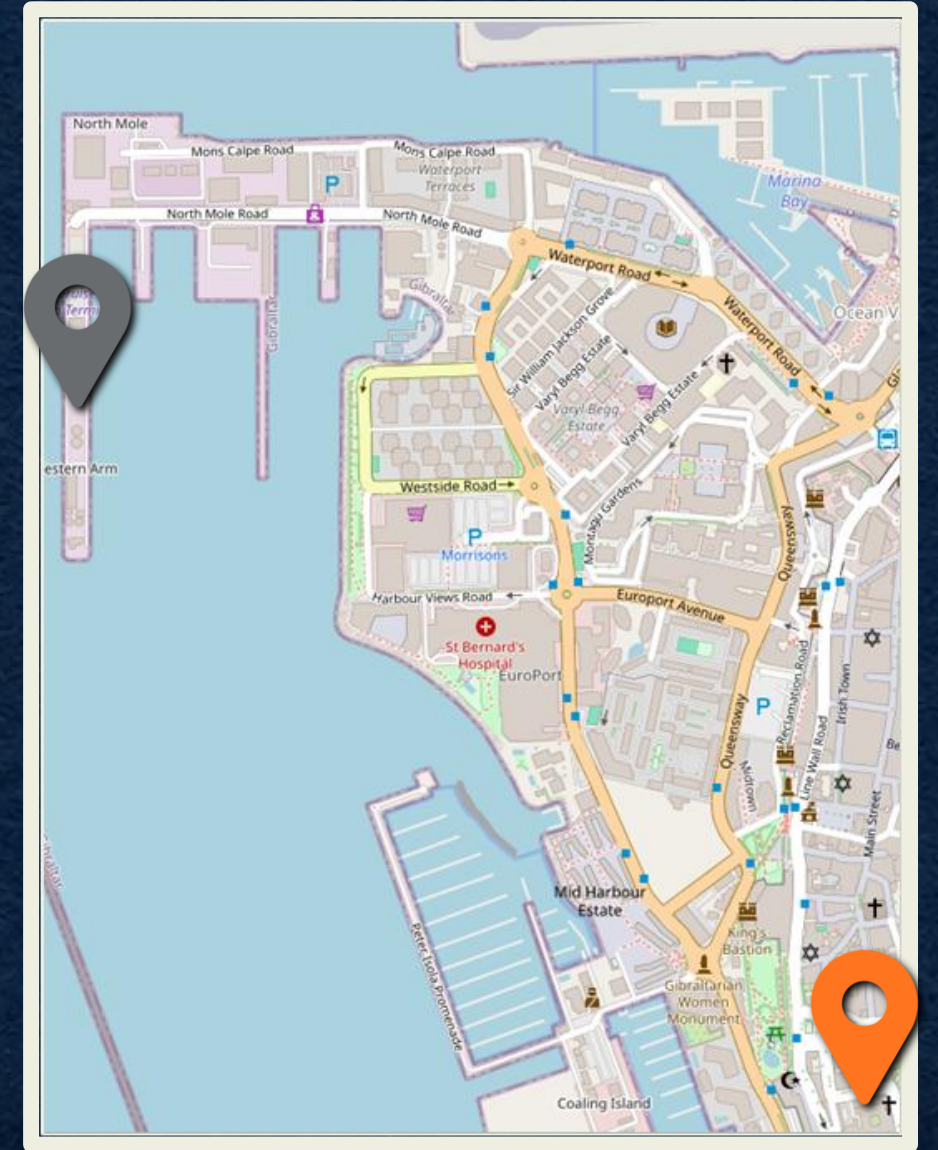 North Mole
Mons Calpe Road
Mons Calpe Road
Waterport
Terraces
P
Marina
Bay
North Mole Road
North Mole Road
Waterport Road
Gibraltar
Gibraltar
Sir William Jackson Grove
Varyl Begg Estate
Waterport Road
Ocean V
Varyl Begg
Estate
Varyl Begg Estate
estern Arm
Westside Road
Montagu Gardens
Queensway
P
Morrisons
Harbour Views Road
Europort Avenue
St Bernard's
Hospital
EuroPort
Reclamation Road
Irish Town
P
Queensway
Line Wall Road
Midtown
Be
Main Street
Mid Harbour
Estate
King's
Bastion
Peter Isola Promenade
Gibraltarian
Women
Monument
Coaling Island